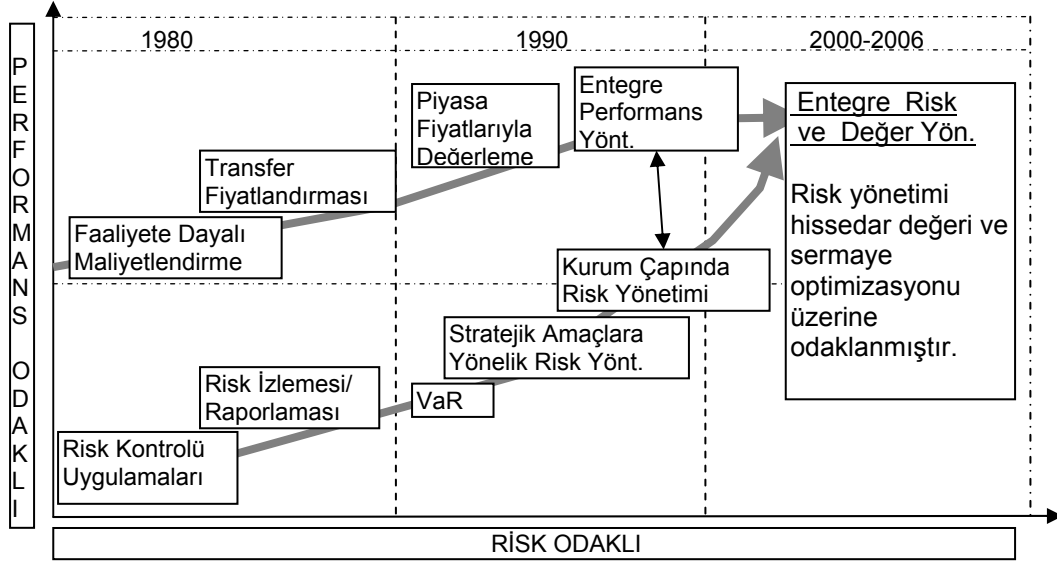 1980
1990
2000-2006
PERFORMANS ODAKLI
Piyasa
Fiyatlarıyla
Değerleme
Entegre
Performans
Yönt.
Entegre Risk
ve Değer Yön.
Risk yönetimi
hissedar değeri ve
sermaye
optimizasyonu
üzerine
odaklanmıştır.
Transfer
Fiyatlandırması
Faaliyete Dayalı
Maliyetlendirme
Kurum Çapında
Risk Yönetimi
Stratejik Amaçlara
Yönelik Risk Yönt.
Risk İzlemesi/
Raporlaması
VaR
Risk Kontrolü
Uygulamaları
RİSK ODAKLI